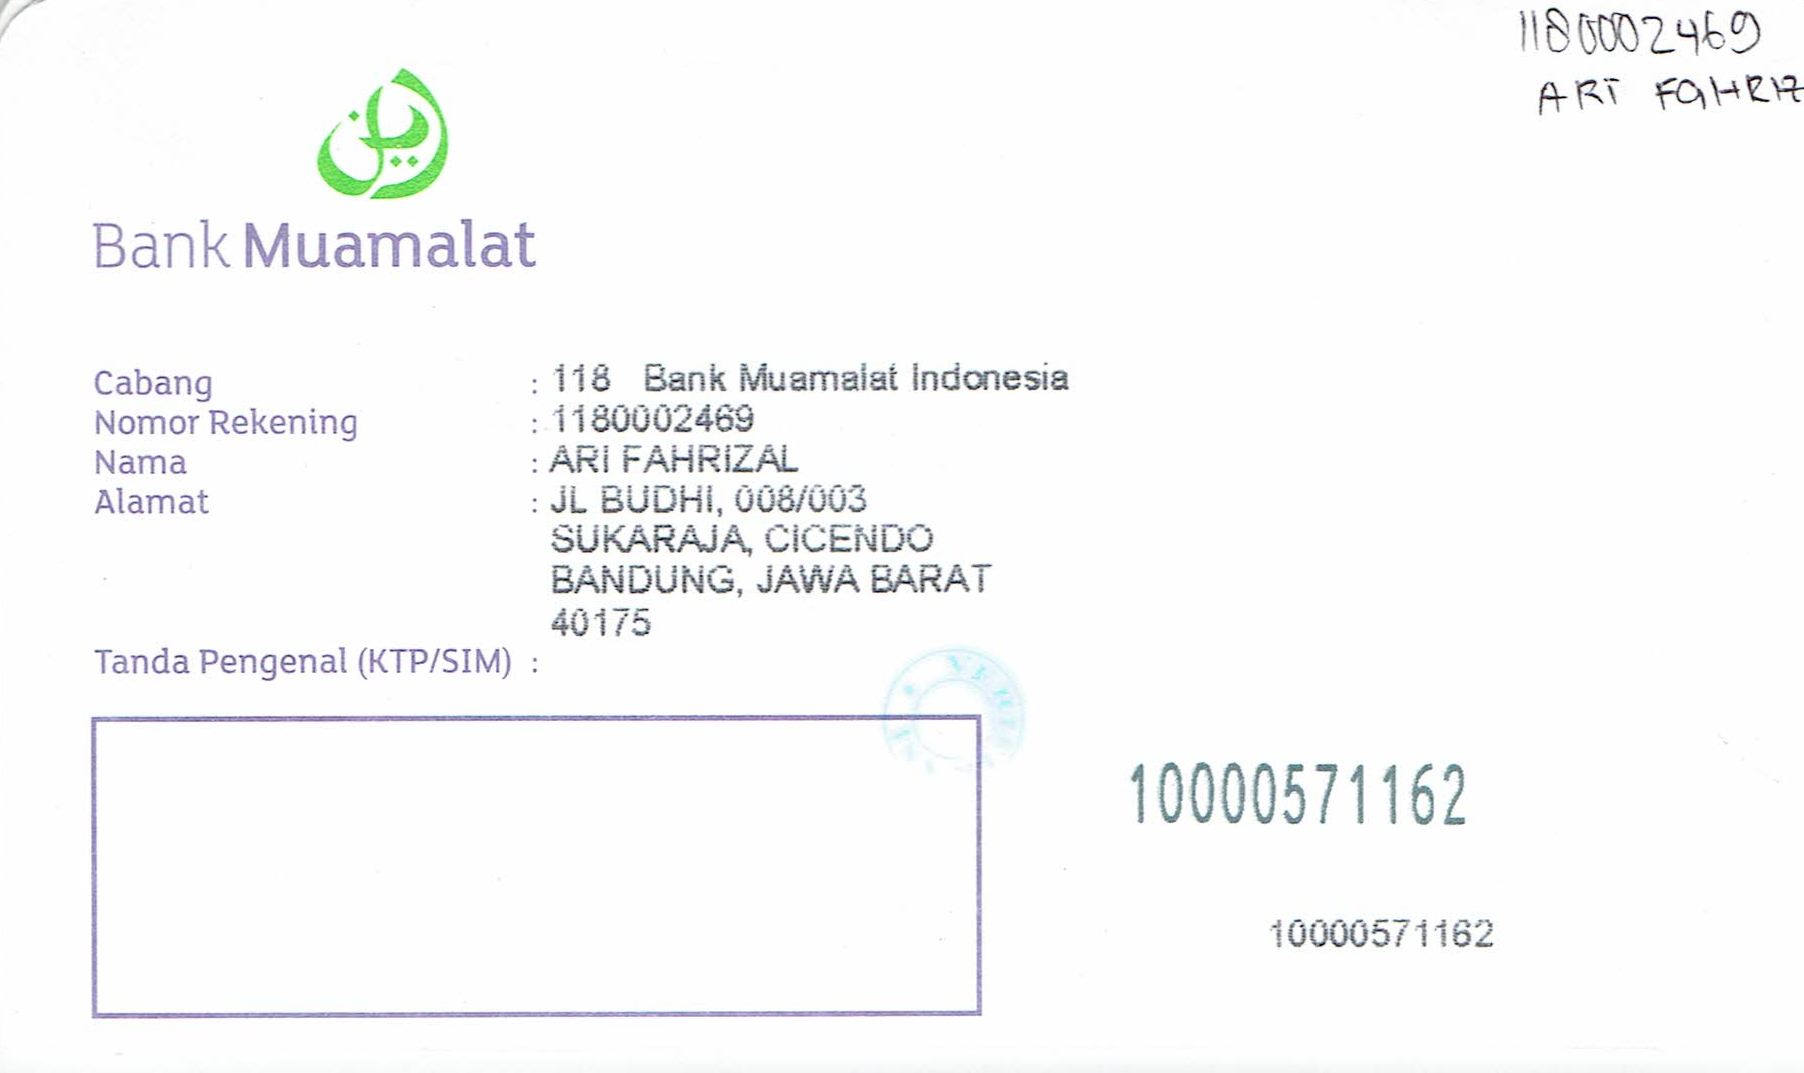 1180002469
ARI FAHRIZ
Bank Muamalat
Cabang : 118 Bank Muamalat Indonesia
Nomor Rekening : 1180002469
Nama : ARI FAHRIZAL
Alamat : JL BUDHI, 008/003
SUKARAJA, CICENDO
BANDUNG, JAWA BARAT
40175
Tanda Pengenal (KTP/SIM) :
10000571162
10000571162